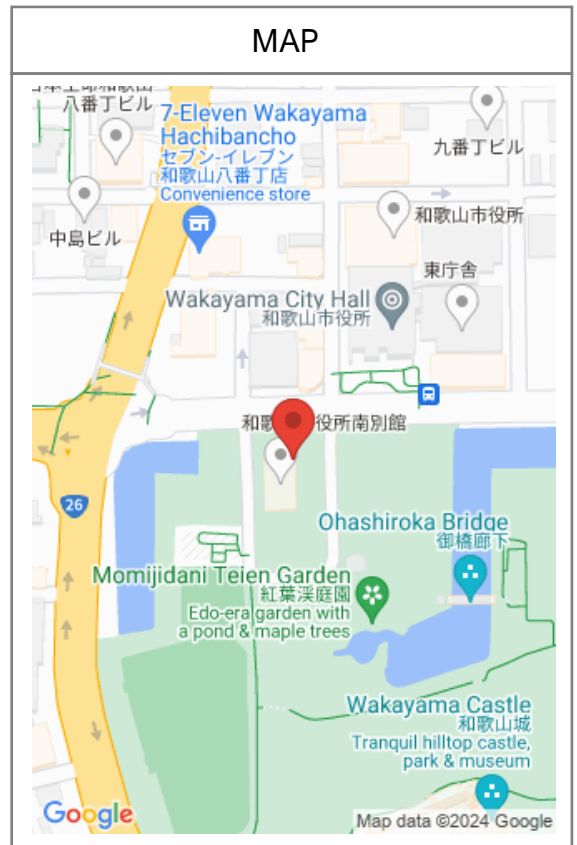 MAP
八番丁ビル
7-Eleven Wakayama
Hachibancho
セブン-イレブン
和歌山八番丁店
Convenience store
九番丁ビル
中島ビル
和歌山市役所
東庁舎
Wakayama City Hall
和歌山市役所
和歌 役所南別館
26
Ohashiroka Bridge
御橋廊下
Momijidani Teien Garden
紅葉渓庭園
Edo-era garden with
a pond & maple trees
Wakayama Castle
和歌山城
Tranquil hilltop castle,
park & museum
Google
Map data ©2024 Google